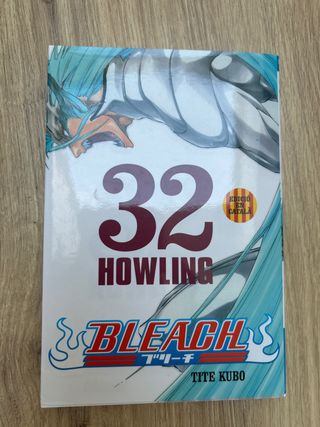 32
HOWLING
EDICIÓ
EN
CATALÀ
BLEACH
ブリーチ
TITE KUBO